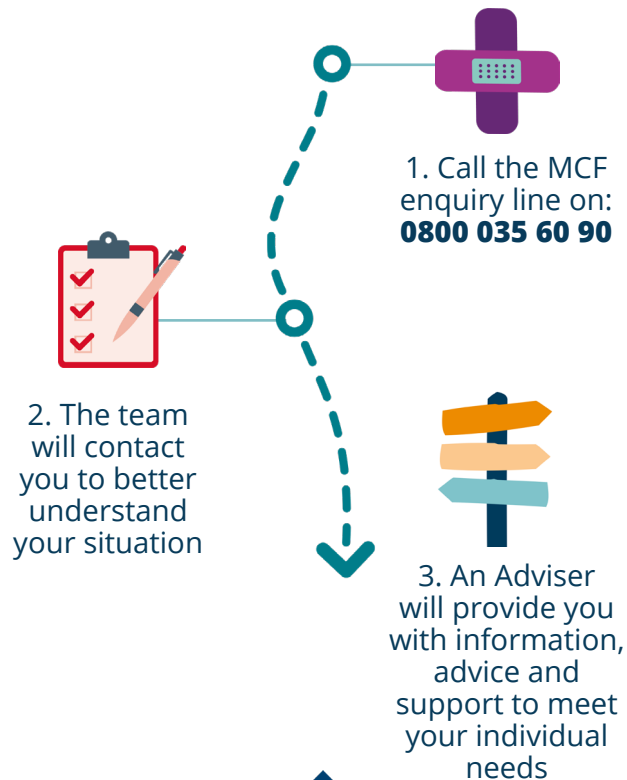 1. Call the MCF
enquiry line on:
0800 035 60 90
2. The team
will contact
you to better
understand
your situation
3. An Adviser
will provide you
with information,
advice and
support to meet
your individual
needs